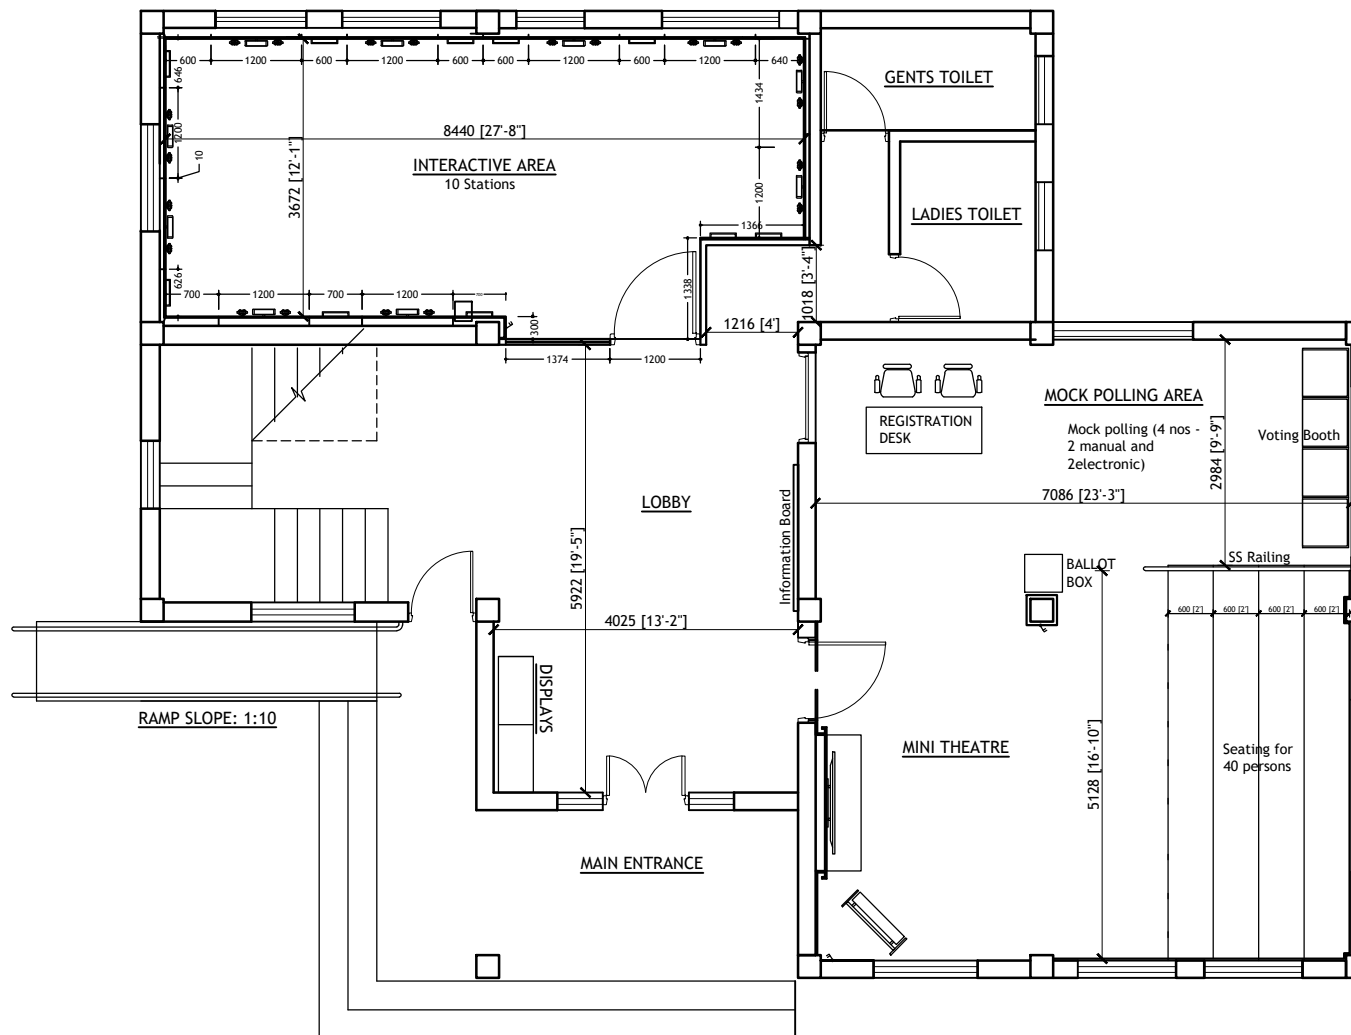 600
1200
600
1200
600
600
1200
600
1200
640
646
1200
10
626
1434
1200
8440 [27'-8"]
3672 [12'-1"]
INTERACTIVE AREA
10 Stations
GENTS TOILET
LADIES TOILET
1366
1338
1018 [3'-4"]
1216 [4']
700
1200
700
1200
300
1374
1200
REGISTRATION
DESK
MOCK POLLING AREA
Mock polling (4 nos -
2 manual and
2electronic)
2984 [9'-9"]
Voting Booth
7086 [23'-3"]
LOBBY
Information Board
5922 [19'-5"]
4025 [13'-2"]
BALLOT
BOX
SS Railing
600 [2']
600 [2']
600 [2']
600 [2']
DISPLAYS
RAMP SLOPE: 1:10
MINI THEATRE
5128 [16'-10"]
Seating for
40 persons
MAIN ENTRANCE